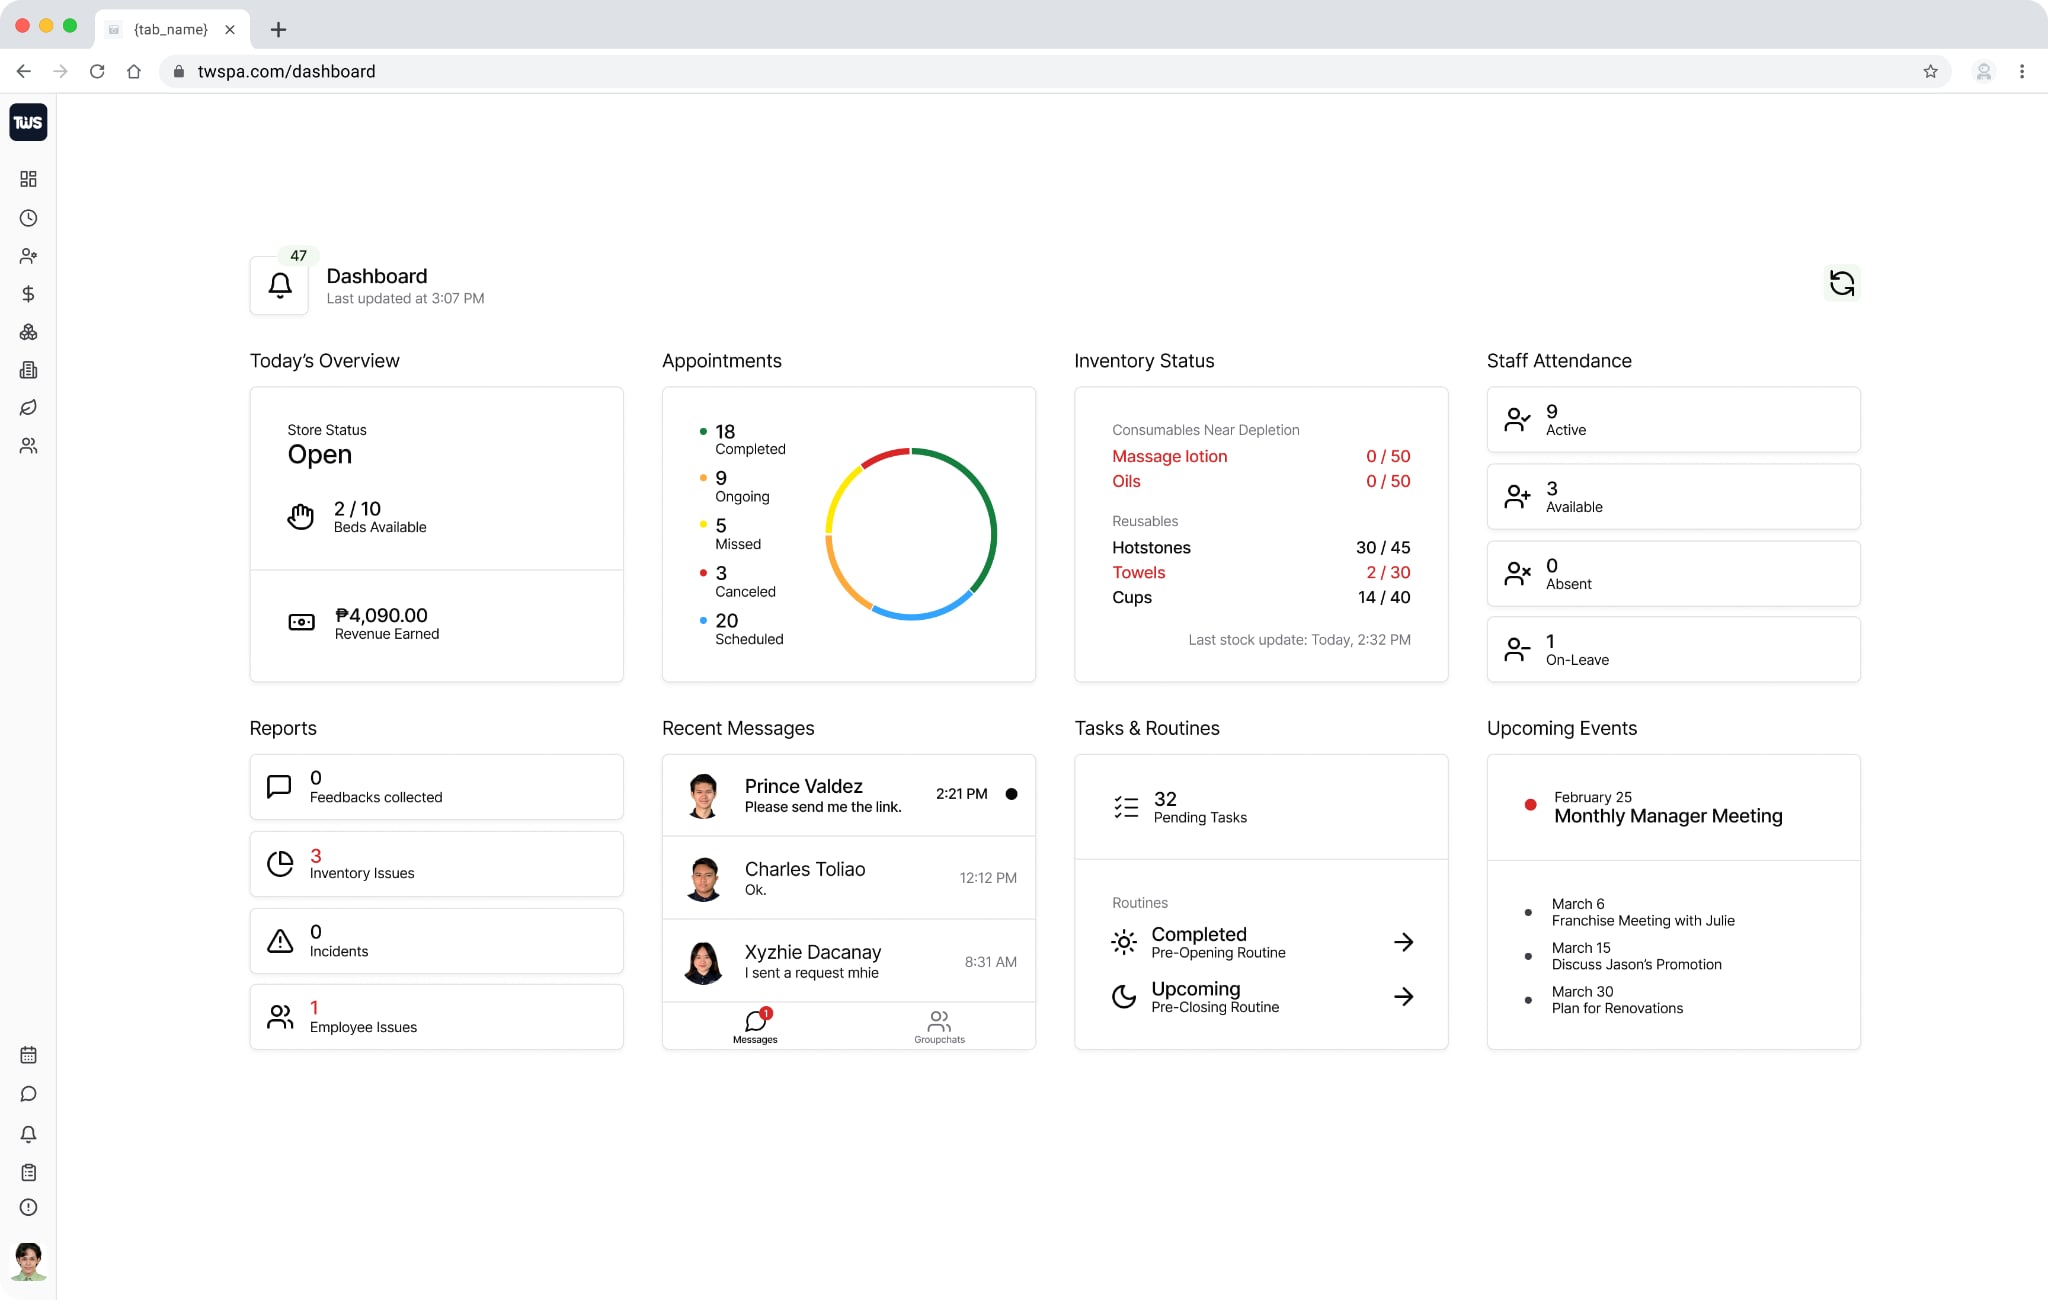 {tab_name}
twspa.com/dashboard
TWS
47
Dashboard
Last updated at 3:07 PM
Today’s Overview
Store Status
Open
2 / 10
Beds Available
₱4,090.00
Revenue Earned
Appointments
18
Completed
9
Ongoing
5
Missed
3
Canceled
20
Scheduled
Inventory Status
Consumables Near Depletion
Massage lotion 0 / 50
Oils 0 / 50
Reusables
Hotstones 30 / 45
Towels 2 / 30
Cups 14 / 40
Last stock update: Today, 2:32 PM
Staff Attendance
9
Active
3
Available
0
Absent
1
On-Leave
Reports
0
Feedbacks collected
3
Inventory Issues
0
Incidents
1
Employee Issues
Recent Messages
Prince Valdez
Please send me the link.
2:21 PM
Charles Toliao
Ok.
12:12 PM
Xyzhie Dacanay
I sent a request mhie
8:31 AM
1
Messages
Groupchats
Tasks & Routines
32
Pending Tasks
Routines
Completed
Pre-Opening Routine
Upcoming
Pre-Closing Routine
Upcoming Events
February 25
Monthly Manager Meeting
March 6
Franchise Meeting with Julie
March 15
Discuss Jason’s Promotion
March 30
Plan for Renovations